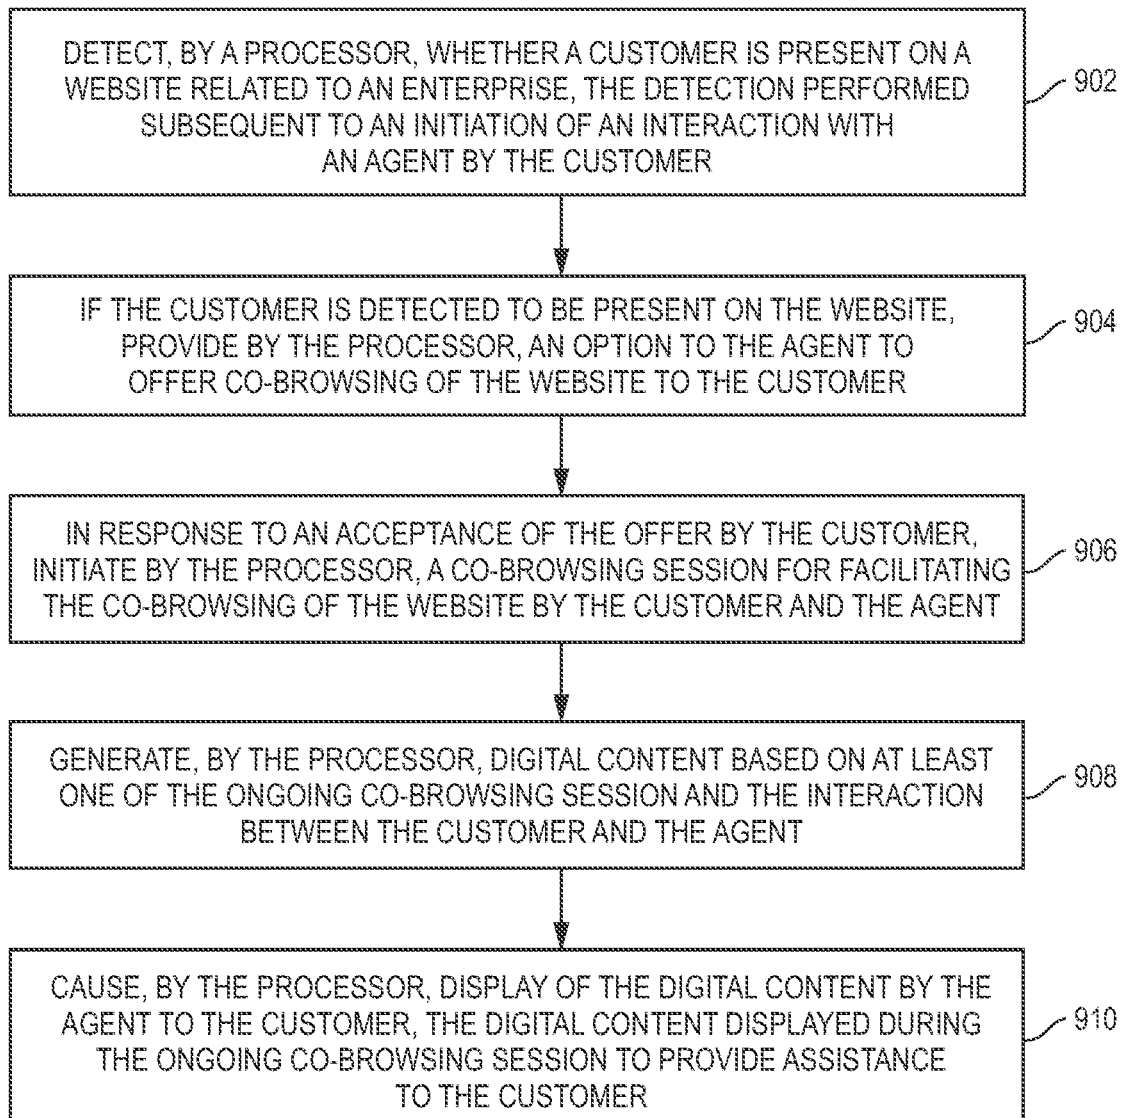 DETECT, BY A PROCESSOR, WHETHER A CUSTOMER IS PRESENT ON A
WEBSITE RELATED TO AN ENTERPRISE, THE DETECTION PERFORMED
SUBSEQUENT TO AN INITIATION OF AN INTERACTION WITH
AN AGENT BY THE CUSTOMER
902
IF THE CUSTOMER IS DETECTED TO BE PRESENT ON THE WEBSITE,
PROVIDE BY THE PROCESSOR, AN OPTION TO THE AGENT TO
OFFER CO-BROWSING OF THE WEBSITE TO THE CUSTOMER
904
IN RESPONSE TO AN ACCEPTANCE OF THE OFFER BY THE CUSTOMER,
INITIATE BY THE PROCESSOR, A CO-BROWSING SESSION FOR FACILITATING
THE CO-BROWSING OF THE WEBSITE BY THE CUSTOMER AND THE AGENT
906
GENERATE, BY THE PROCESSOR, DIGITAL CONTENT BASED ON AT LEAST
ONE OF THE ONGOING CO-BROWSING SESSION AND THE INTERACTION
BETWEEN THE CUSTOMER AND THE AGENT
908
CAUSE, BY THE PROCESSOR, DISPLAY OF THE DIGITAL CONTENT BY THE
AGENT TO THE CUSTOMER, THE DIGITAL CONTENT DISPLAYED DURING
THE ONGOING CO-BROWSING SESSION TO PROVIDE ASSISTANCE
TO THE CUSTOMER
910